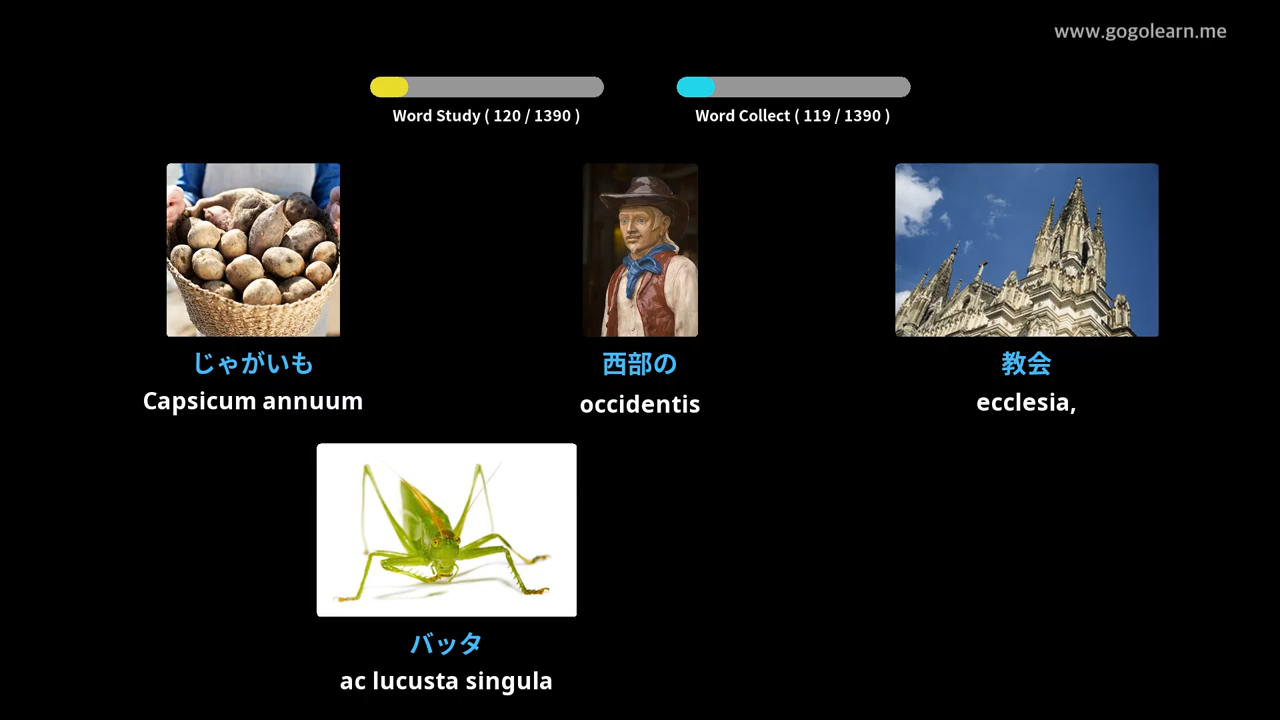 www.gogolearn.me
Word Study ( 120 / 1390 )
Word Collect ( 119 / 1390 )
じゃがいも
Capsicum annuum
西部の
occidentis
教会
ecclesia,
バッタ
ac lucusta singula